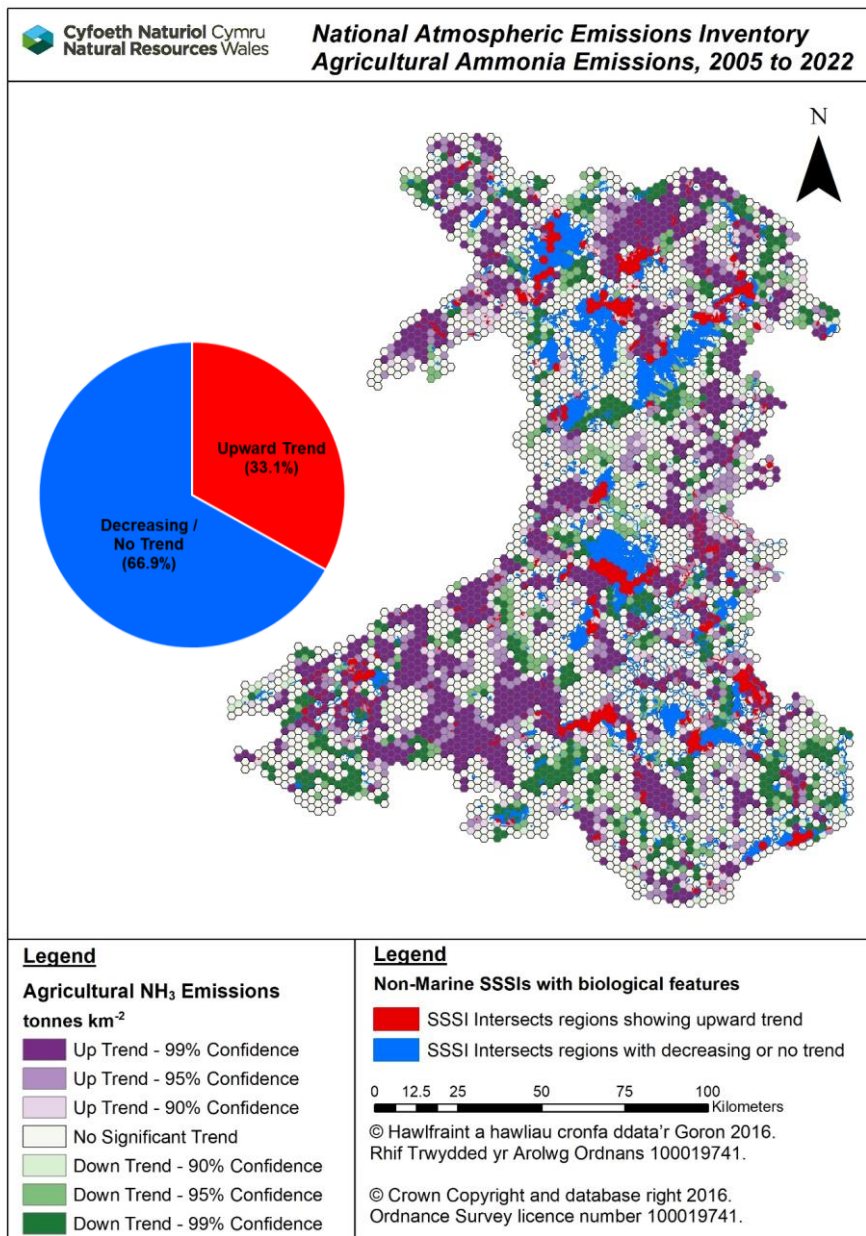 Cyfoeth Naturiol Cymru
Natural Resources Wales
National Atmospheric Emissions Inventory
Agricultural Ammonia Emissions, 2005 to 2022
N
Upward Trend
(33.1%)
Decreasing /
No Trend
(66.9%)
Legend
Agricultural NH₃ Emissions
tonnes km⁻²
Up Trend - 99% Confidence
Up Trend - 95% Confidence
Up Trend - 90% Confidence
No Significant Trend
Down Trend - 90% Confidence
Down Trend - 95% Confidence
Down Trend - 99% Confidence
Legend
Non-Marine SSSIs with biological features
SSSI Intersects regions showing upward trend
SSSI Intersects regions with decreasing or no trend
0 12.5 25 50 75 100
Kilometers
© Hawlfraint a hawliau cronfa ddata'r Goron 2016.
Rhif Trwydded yr Arolwg Ordnans 100019741.
© Crown Copyright and database right 2016.
Ordnance Survey licence number 100019741.